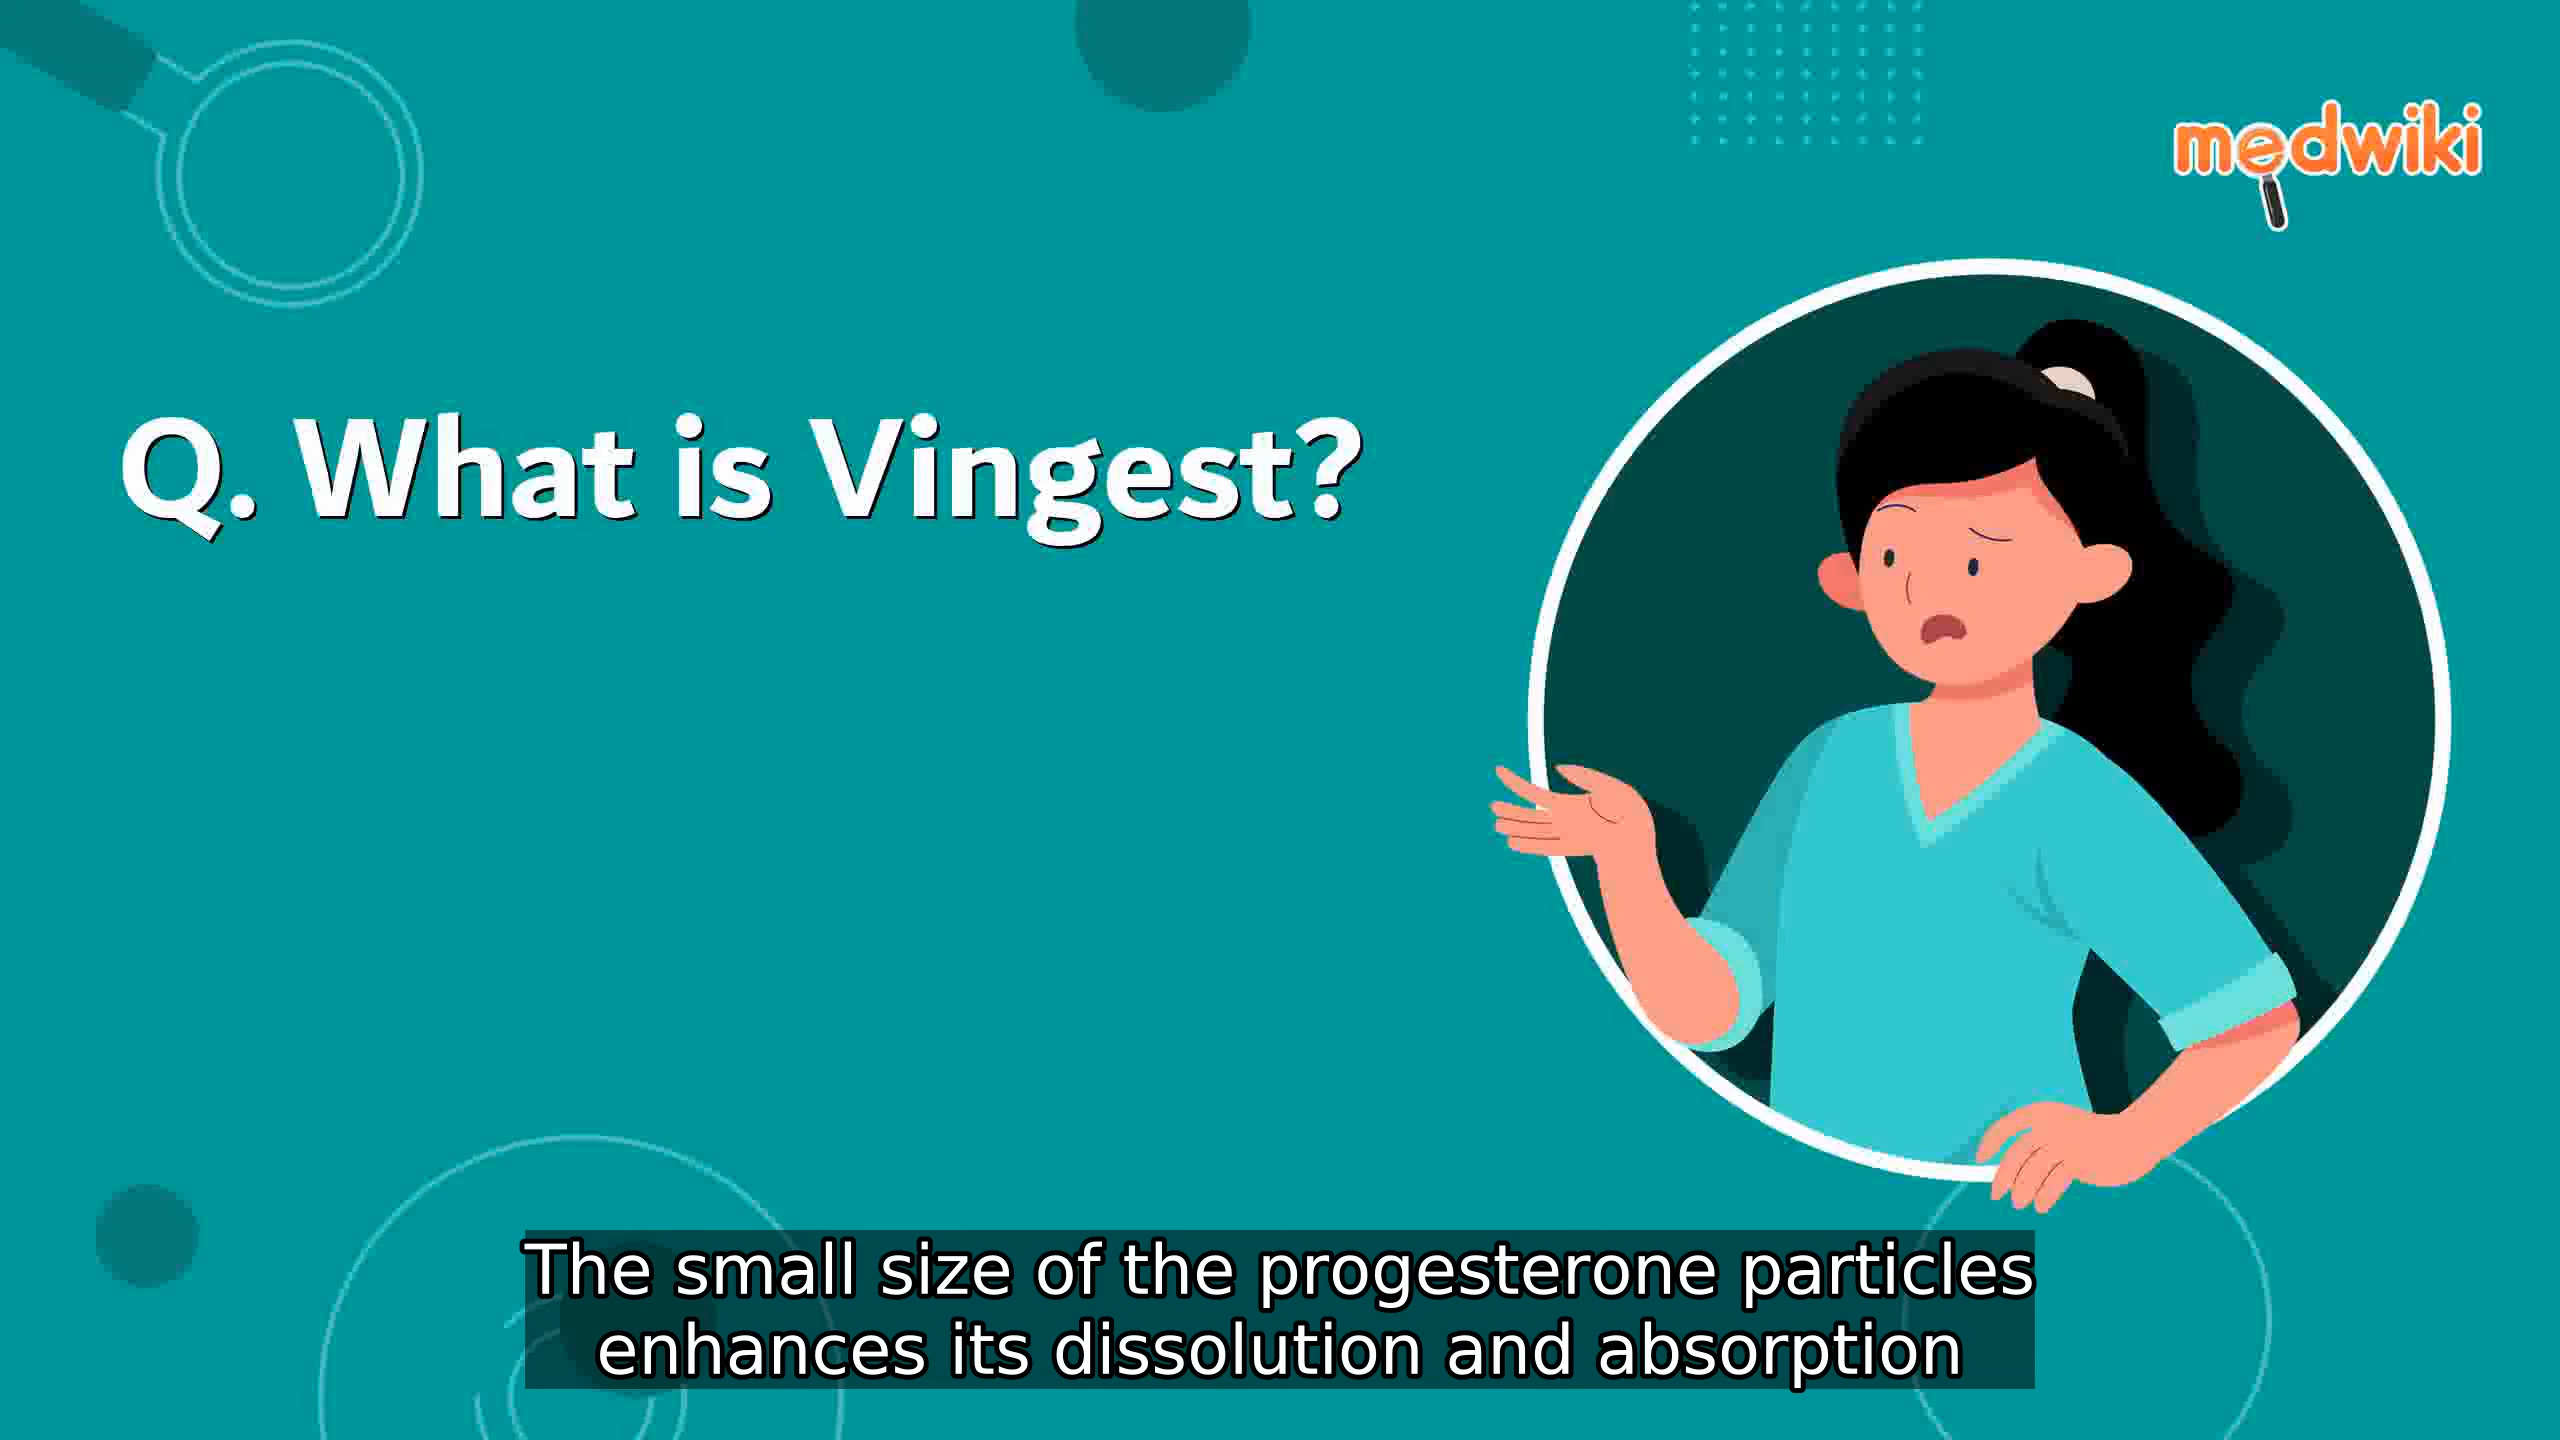 medwiki
Q. What is Vingest?
The small size of the progesterone particles
enhances its dissolution and absorption